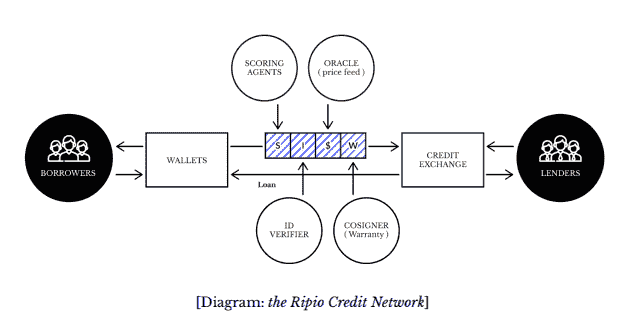 SCORING
AGENTS
ORACLE
( price feed )
BORROWERS
WALLETS
S I $ W
CREDIT
EXCHANGE
LENDERS
Loan
ID
VERIFIER
COSIGNER
( Warranty )
[Diagram: the Ripio Credit Network]